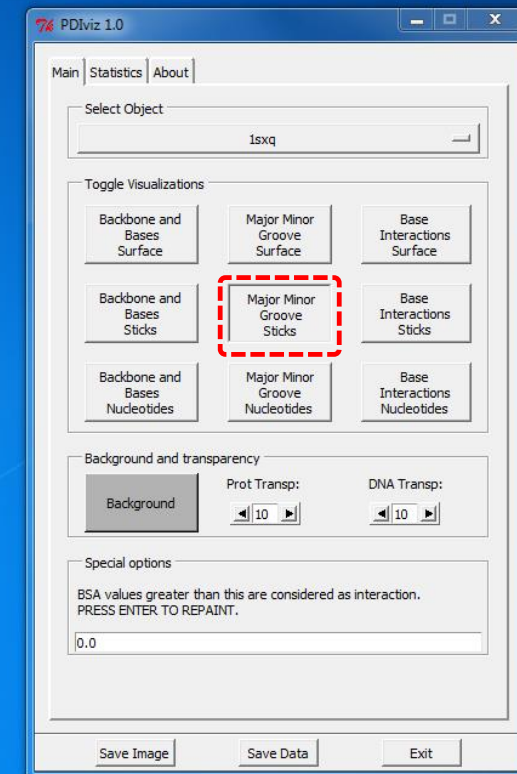 PDIviz 1.0
Main Statistics About
Select Object
1sxq
Toggle Visualizations
Backbone and
Bases
Surface
Major Minor
Groove
Surface
Base
Interactions
Surface
Backbone and
Bases
Sticks
Major Minor
Groove
Sticks
Base
Interactions
Sticks
Backbone and
Bases
Nucleotides
Major Minor
Groove
Nucleotides
Base
Interactions
Nucleotides
Background and transparency
Background
Prot Transp:
10
DNA Transp:
10
Special options
BSA values greater than this are considered as interaction.
PRESS ENTER TO REPAINT.
0.0
Save Image Save Data Exit